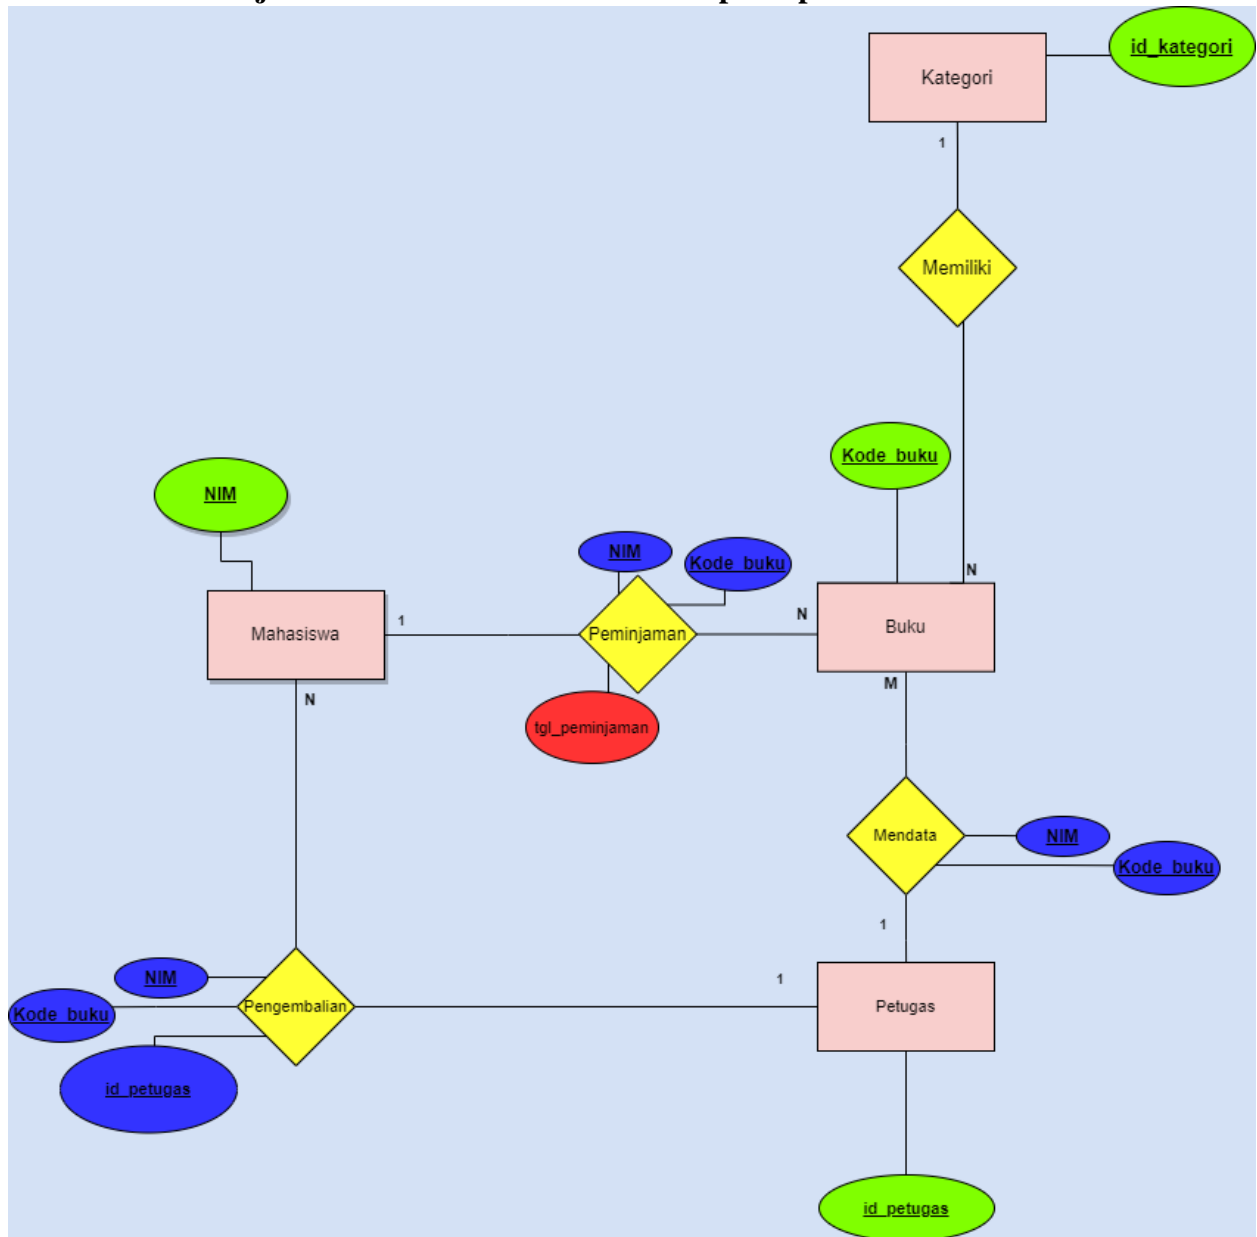 id_kategori
Kategori
1
Memiliki
Kode_buku
NIM
NIM
Kode_buku
N
Mahasiswa
1
Peminjaman
N
Buku
N
M
tgl_peminjaman
Mendata
NIM
Kode_buku
1
NIM
1
Kode_buku
Pengembalian
Petugas
id_petugas
id_petugas